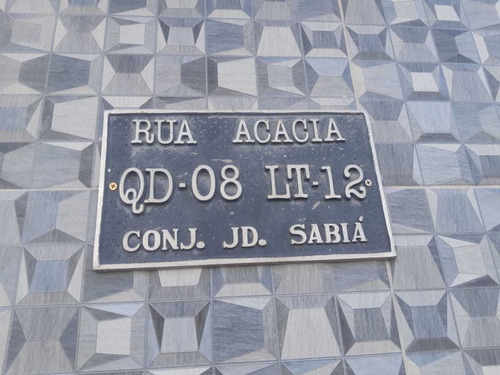 RUA ACACIA
QD-08 LT-12
CONJ. JD. SABIÁ